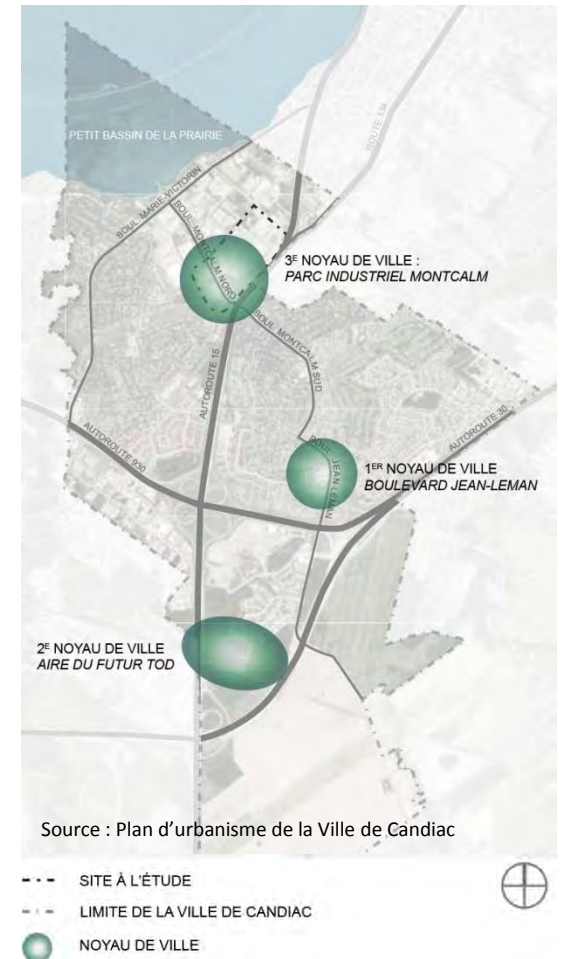 PETIT BASSIN DE LA PRAIRIE
ROUTE 134
BOUL. MARIE-VICTORIN
BOUL. MONTCALM NORD
3E NOYAU DE VILLE :
PARC INDUSTRIEL MONTCALM
BOUL. MONTCALM SUD
AUTOROUTE 15
AUTOROUTE 30
AUTOROUTE 930
BOUL. JEAN-LEMAN
1ER NOYAU DE VILLE
BOULEVARD JEAN-LEMAN
2E NOYAU DE VILLE
AIRE DU FUTUR TOD
Source : Plan d'urbanisme de la Ville de Candiac
SITE À L'ÉTUDE
LIMITE DE LA VILLE DE CANDIAC
NOYAU DE VILLE